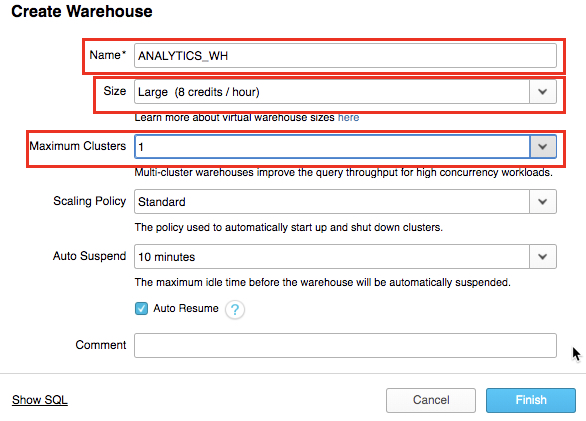 Create Warehouse
Name* ANALYTICS_WH
Size Large (8 credits / hour)
Learn more about virtual warehouse sizes here
Maximum Clusters 1
Multi-cluster warehouses improve the query throughput for high concurrency workloads.
Scaling Policy Standard
The policy used to automatically start up and shut down clusters.
Auto Suspend 10 minutes
The maximum idle time before the warehouse will be automatically suspended.
Auto Resume ?
Comment
Show SQL Cancel Finish